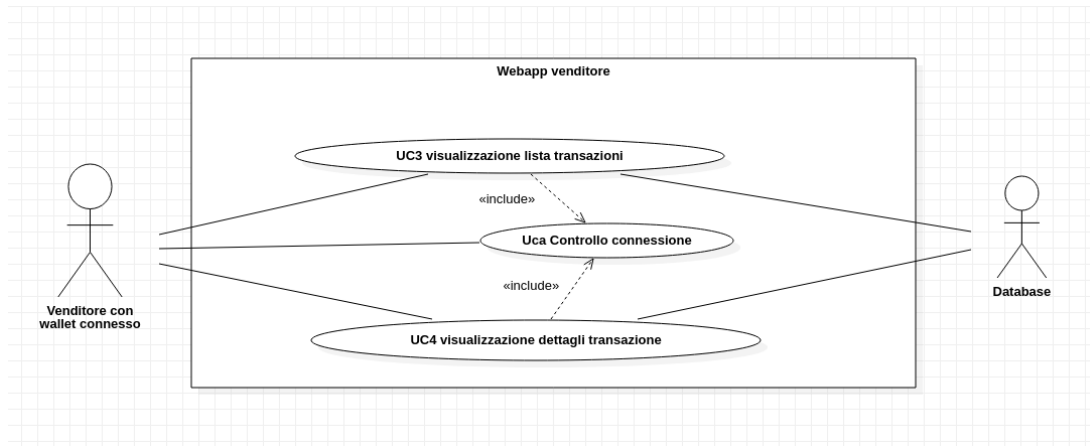 Webapp venditore
UC3 visualizzazione lista transazioni
«include»
Uca Controllo connessione
«include»
UC4 visualizzazione dettagli transazione
Venditore con
wallet connesso
Database